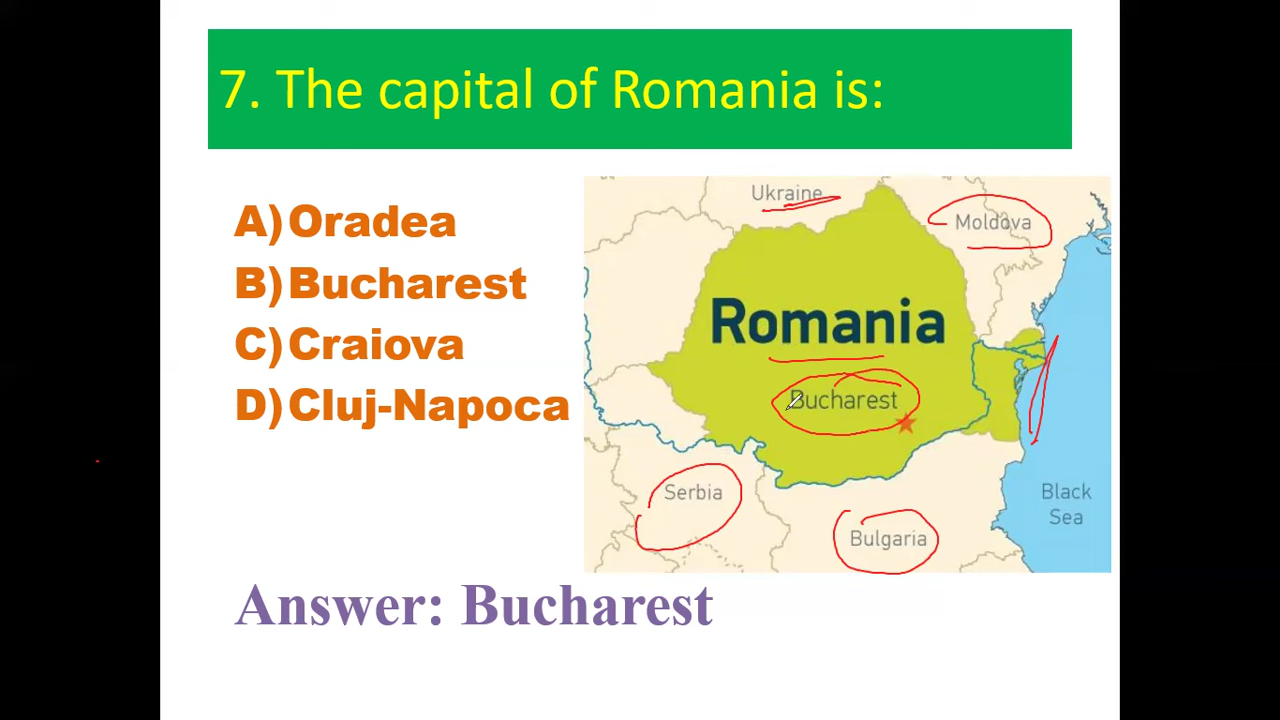 7. The capital of Romania is:
A) Oradea
B) Bucharest
C) Craiova
D) Cluj-Napoca
Ukraine
Moldova
Romania
Bucharest
Serbia
Bulgaria
Black
Sea
Answer: Bucharest